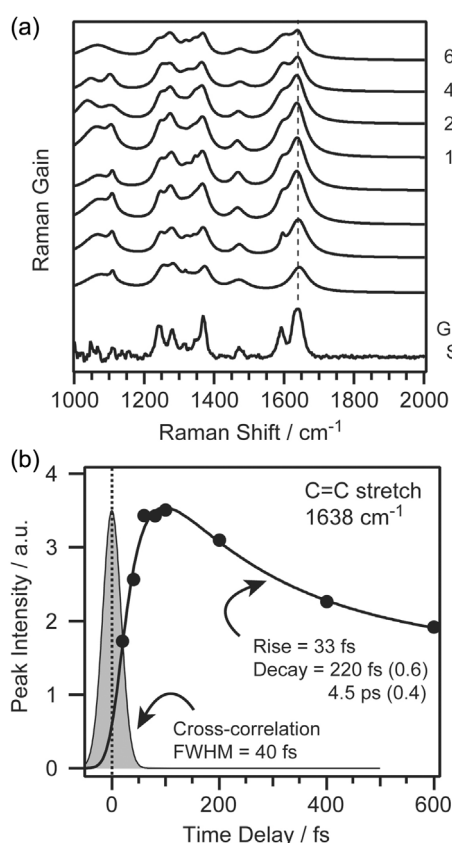 (a)
6
4
2
1
G
S
Raman Gain
1000 1200 1400 1600 1800 2000
Raman Shift / cm-1
(b)
4
3
2
1
0
Peak Intensity / a.u.
C=C stretch
1638 cm-1
Rise = 33 fs
Decay = 220 fs (0.6)
4.5 ps (0.4)
Cross-correlation
FWHM = 40 fs
0 200 400 600
Time Delay / fs